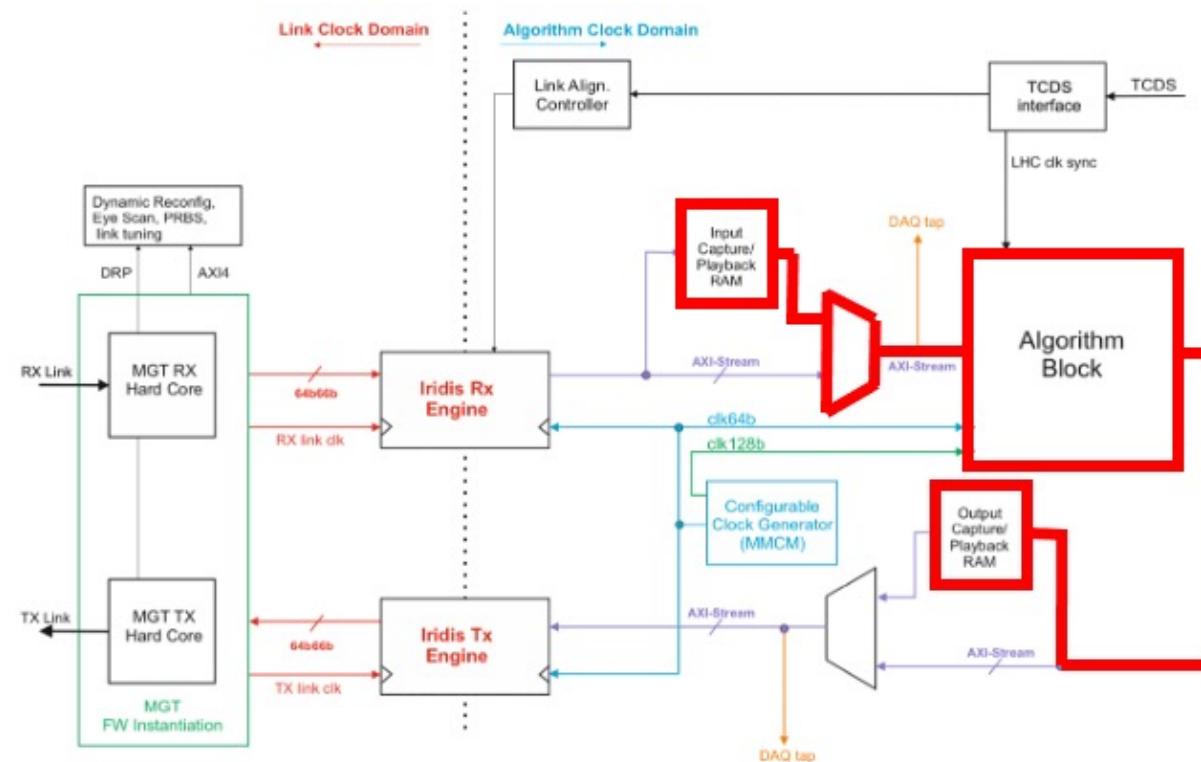 Link Clock Domain
Algorithm Clock Domain
Link Align.
Controller
TCDS
interface
TCDS
LHC clk sync
Dynamic Reconfig,
Eye Scan, PRBS,
link tuning
DRP
AXI4
Input
Capture/
Playback
RAM
DAQ tap
RX Link
MGT RX
Hard Core
64b66b
RX link clk
Iridis Rx
Engine
AXI-Stream
AXI-Stream
Algorithm
Block
clk64b
clk128b
Configurable
Clock Generator
(MMCM)
Output
Capture/
Playback
RAM
TX Link
MGT TX
Hard Core
64b66b
TX link clk
Iridis Tx
Engine
AXI-Stream
AXI-Stream
MGT
FW Instantiation
DAQ tap